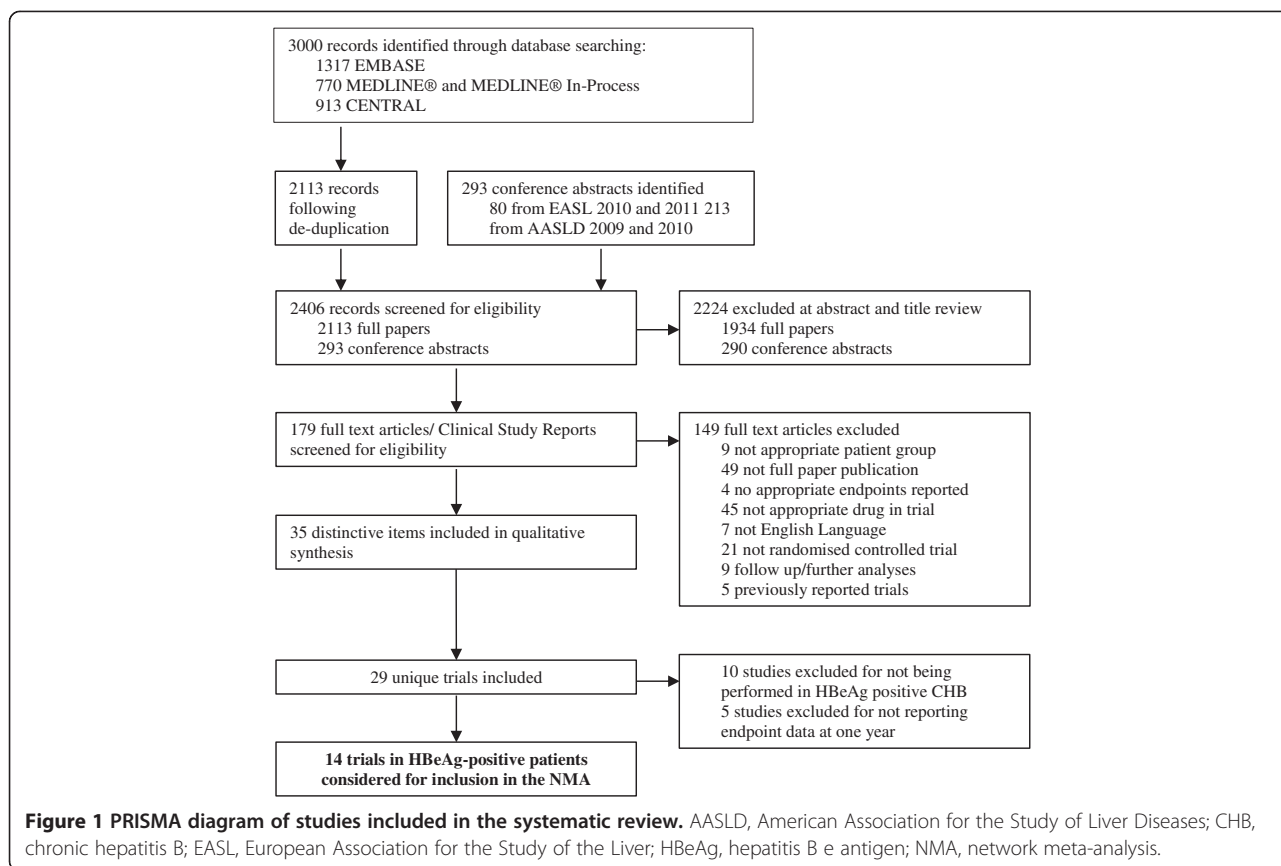 3000 records identified through database searching:
1317 EMBASE
770 MEDLINE® and MEDLINE® In-Process
913 CENTRAL
2113 records
following
de-duplication
293 conference abstracts identified
80 from EASL 2010 and 2011 213
from AASLD 2009 and 2010
2406 records screened for eligibility
2113 full papers
293 conference abstracts
2224 excluded at abstract and title review
1934 full papers
290 conference abstracts
179 full text articles/ Clinical Study Reports
screened for eligibility
149 full text articles excluded
9 not appropriate patient group
49 not full paper publication
4 no appropriate endpoints reported
45 not appropriate drug in trial
7 not English Language
21 not randomised controlled trial
9 follow up/further analyses
5 previously reported trials
35 distinctive items included in qualitative
synthesis
29 unique trials included
10 studies excluded for not being
performed in HBeAg positive CHB
5 studies excluded for not reporting
endpoint data at one year
14 trials in HBeAg-positive patients
considered for inclusion in the NMA
Figure 1 PRISMA diagram of studies included in the systematic review. AASLD, American Association for the Study of Liver Diseases; CHB,
chronic hepatitis B; EASL, European Association for the Study of the Liver; HBeAg, hepatitis B e antigen; NMA, network meta-analysis.